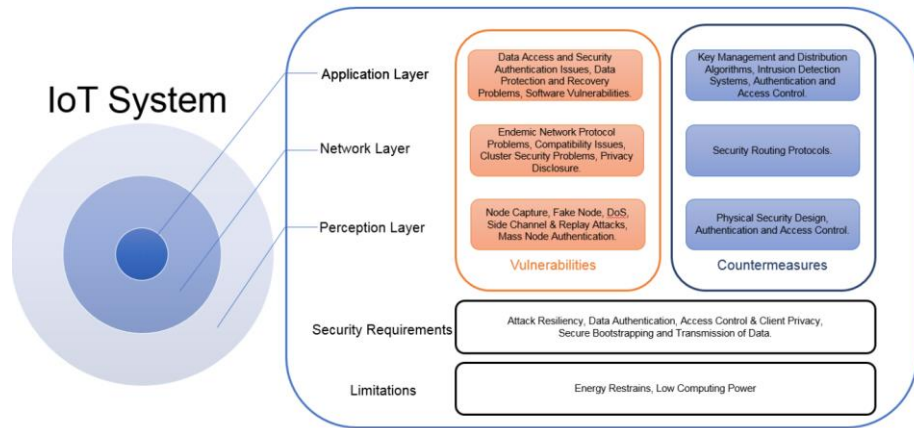 IoT System
Application Layer
Data Access and Security
Authentication Issues, Data
Protection and Recovery
Problems, Software Vulnerabilities.
Key Management and Distribution
Algorithms, Intrusion Detection
Systems, Authentication and
Access Control.
Network Layer
Endemic Network Protocol
Problems, Compatibility Issues,
Cluster Security Problems, Privacy
Disclosure.
Security Routing Protocols.
Perception Layer
Node Capture, Fake Node, DoS,
Side Channel & Replay Attacks,
Mass Node Authentication.
Physical Security Design,
Authentication and Access Control.
Vulnerabilities
Countermeasures
Security Requirements
Attack Resiliency, Data Authentication, Access Control & Client Privacy,
Secure Bootstrapping and Transmission of Data.
Limitations
Energy Restrains, Low Computing Power